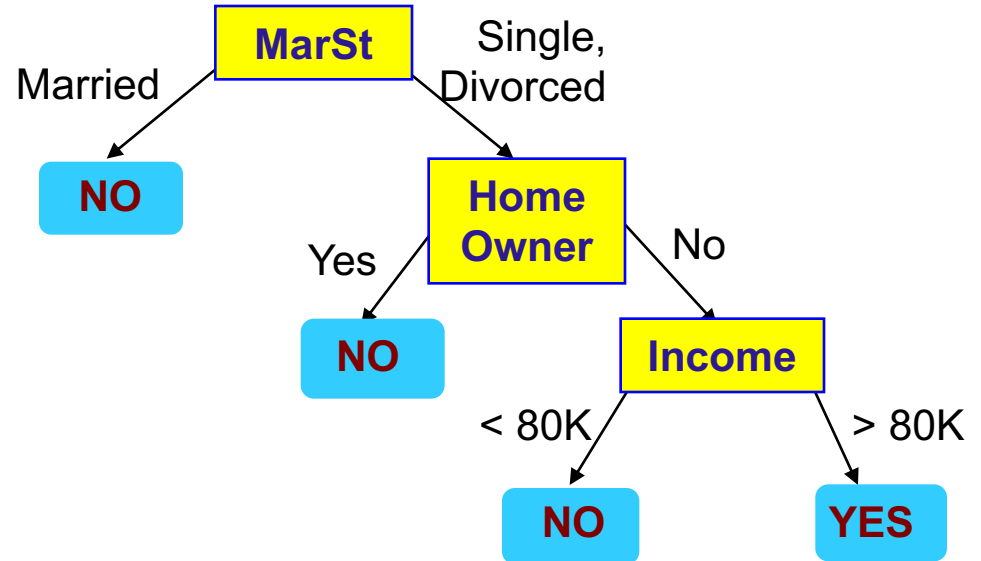 MarSt
Single,
Divorced
Married
NO
Home
Owner
Yes
No
NO
Income
< 80K
> 80K
NO
YES